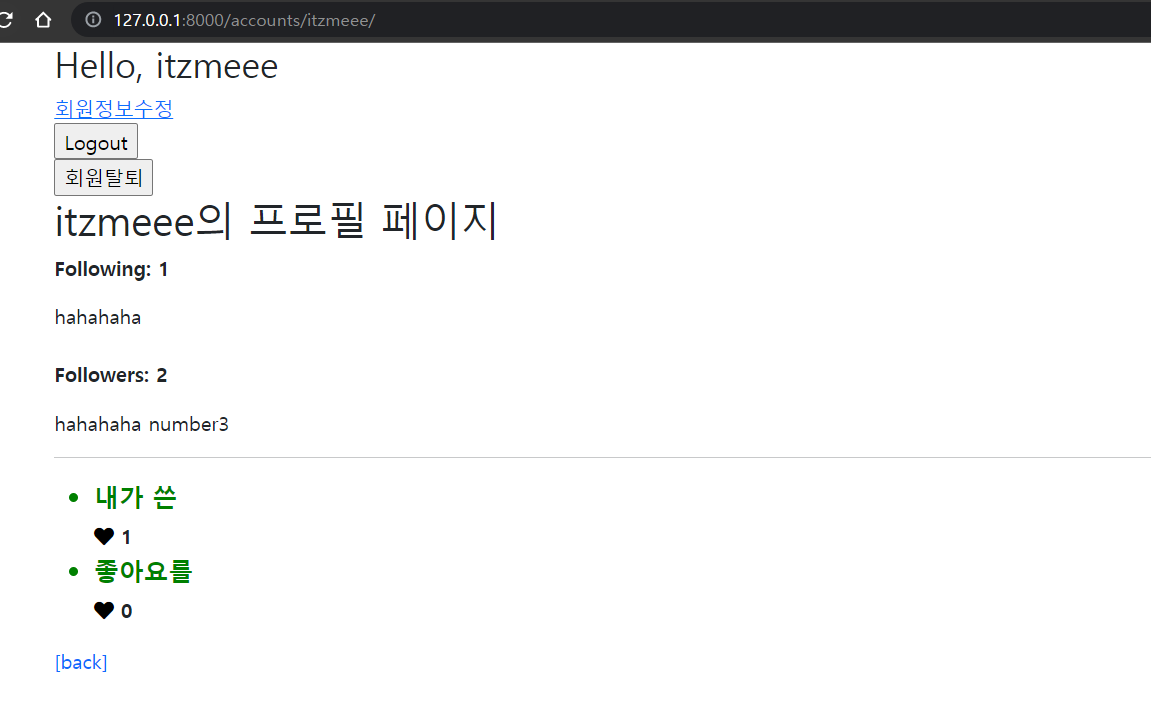 127.0.0.1:8000/accounts/itzmeee/
Hello, itzmeee
회원정보수정
Logout
회원탈퇴
itzmeee의 프로필 페이지
Following: 1
hahahaha
Followers: 2
hahahaha number3
내가 쓴
1
좋아요를
0
[back]